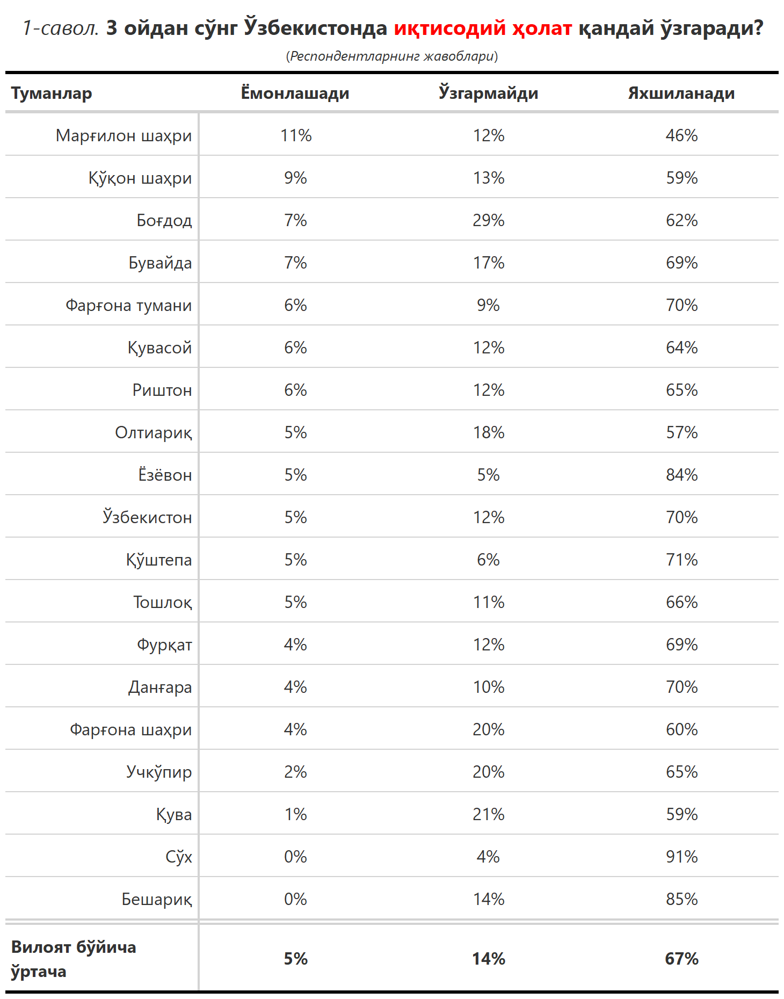 1-савол. 3 ойдан сўнг Ўзбекистонда иқтисодий ҳолат қандай ўзгаради?
(Респондентларнинг жавоблари)
Туманлар Ёмонлашади Ўзгармайди Яхшиланади
Марғилон шаҳри 11% 12% 46%
Қўқон шаҳри 9% 13% 59%
Боғдод 7% 29% 62%
Бувайда 7% 17% 69%
Фарғона тумани 6% 9% 70%
Қувасой 6% 12% 64%
Риштон 6% 12% 65%
Олтиариқ 5% 18% 57%
Ёзёвон 5% 5% 84%
Ўзбекистон 5% 12% 70%
Қўштепа 5% 6% 71%
Тошлоқ 5% 11% 66%
Фурқат 4% 12% 69%
Данғара 4% 10% 70%
Фарғона шаҳри 4% 20% 60%
Учкўпир 2% 20% 65%
Қува 1% 21% 59%
Сўх 0% 4% 91%
Бешариқ 0% 14% 85%
Вилоят бўйича
ўртача 5% 14% 67%